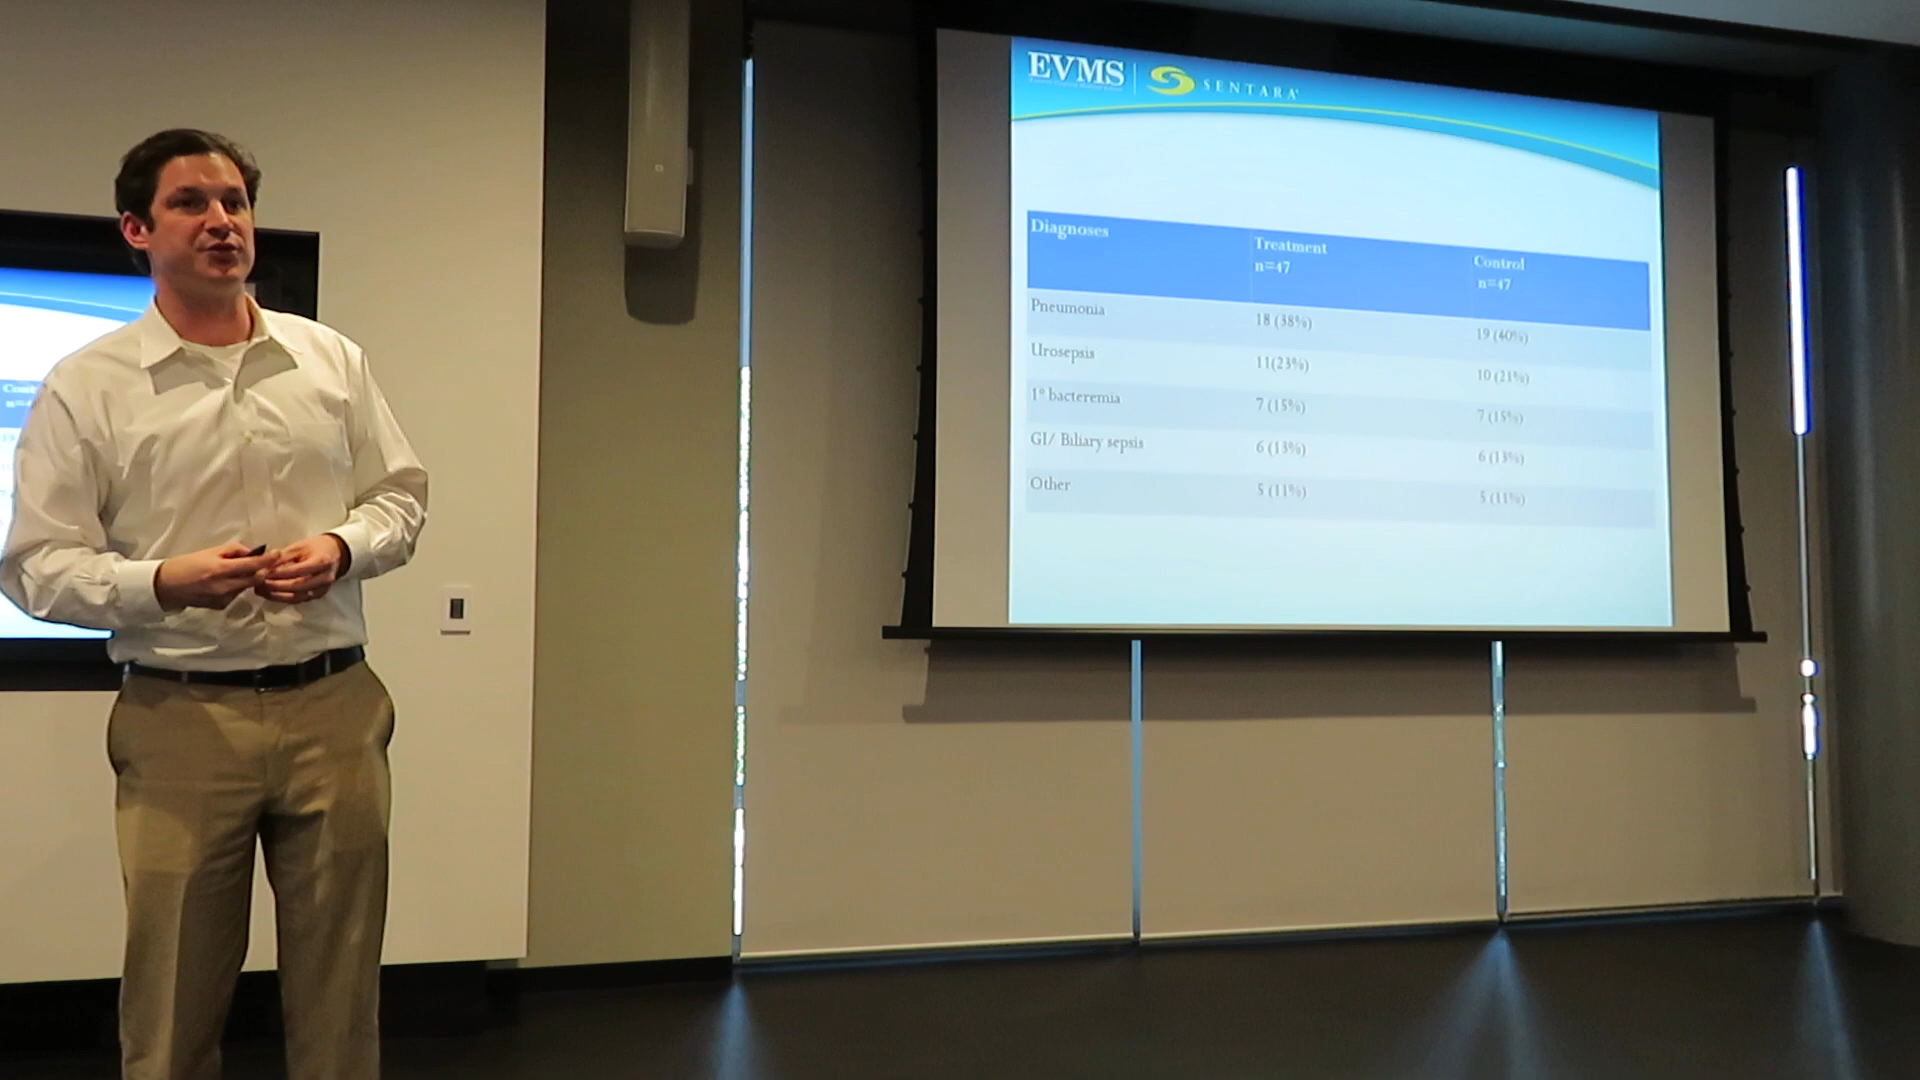 EVMS
SENTARA
Diagnoses Treatment n=47 Control n=47
Pneumonia 18 (38%) 19 (40%)
Urosepsis 11(23%) 10 (21%)
1º bacteremia 7 (15%) 7 (15%)
GI/ Biliary sepsis 6 (13%) 6 (13%)
Other 5 (11%) 5 (11%)